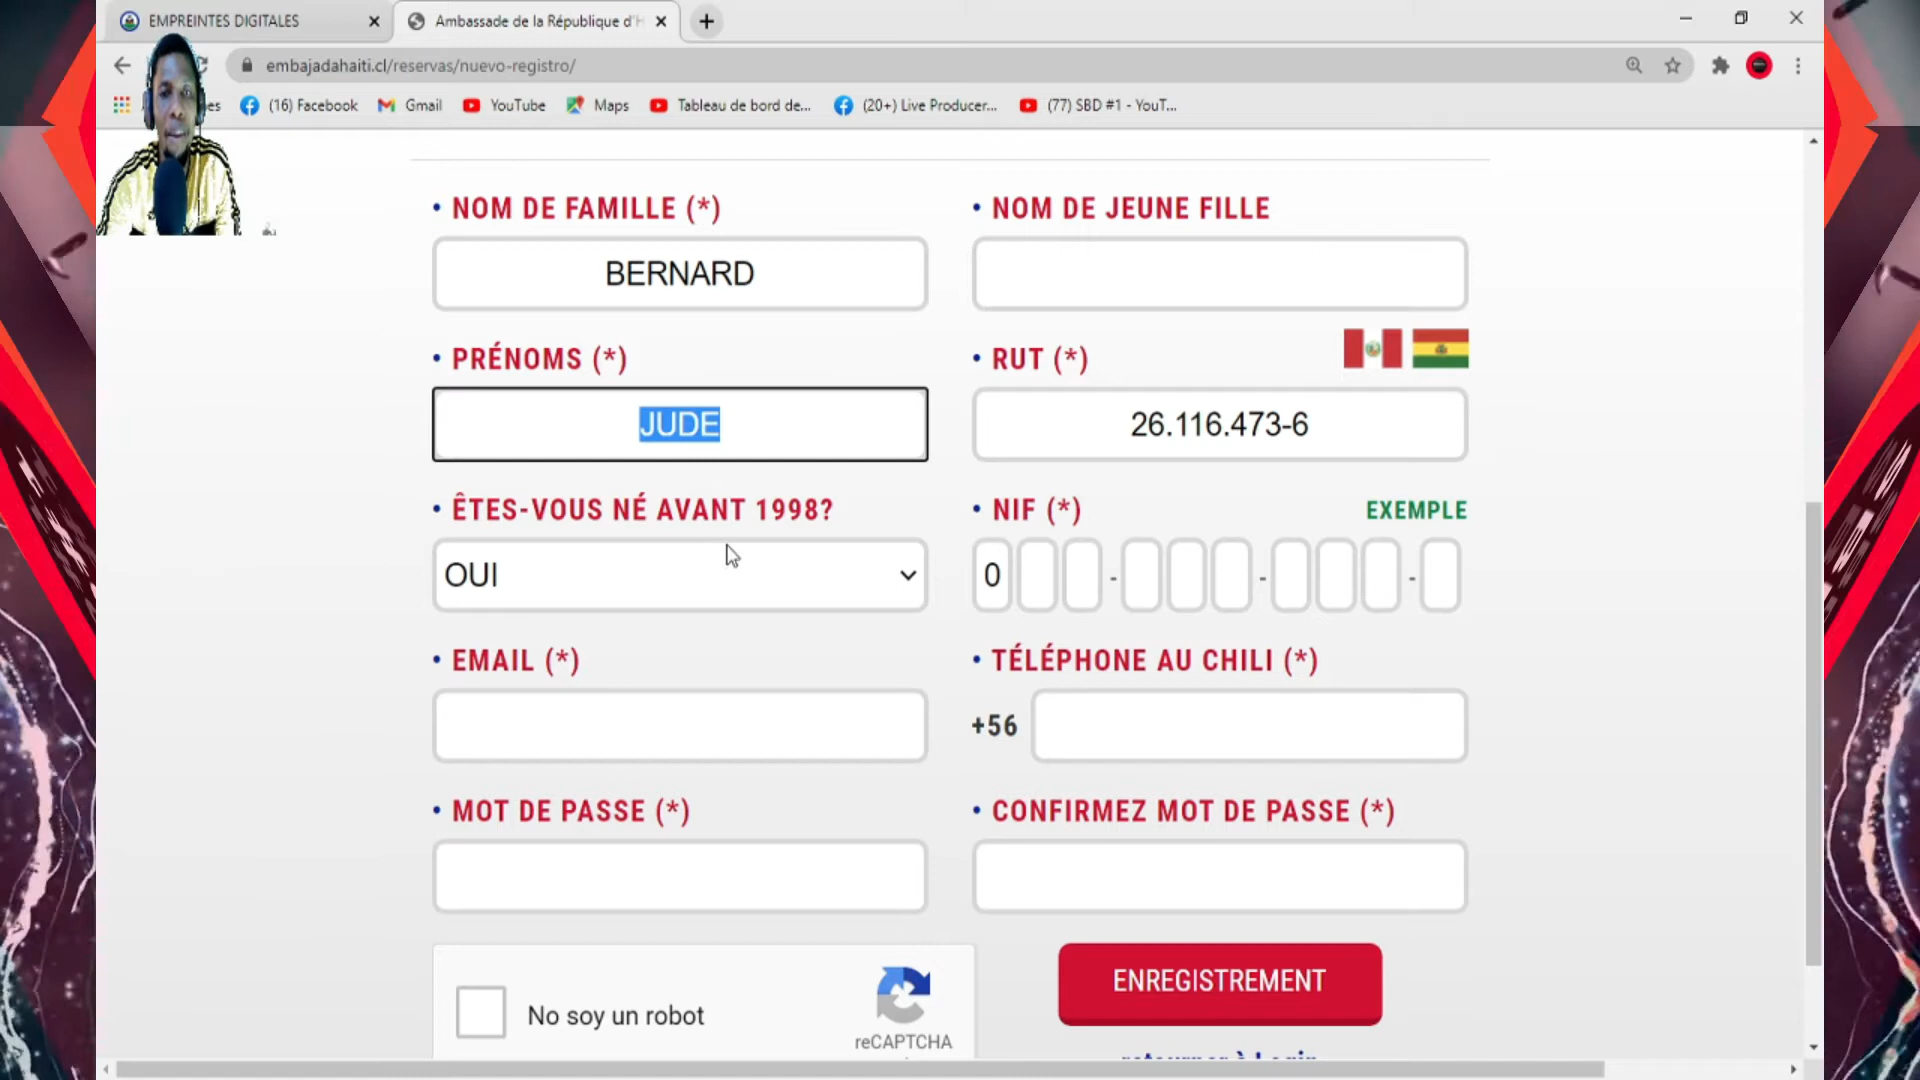 EMPREINTES DIGITALES
Ambassade de la République d'H
embajadahaiti.cl/reservas/nuevo-registro/
(16) Facebook
Gmail
YouTube
Maps
Tableau de bord de...
(20+) Live Producer...
(77) SBD #1 - YouT...
• NOM DE FAMILLE (*)
• NOM DE JEUNE FILLE
BERNARD
• PRÉNOMS (*)
• RUT (*)
JUDE
26.116.473-6
• ÊTES-VOUS NÉ AVANT 1998?
• NIF (*)
EXEMPLE
OUI
0 - - -
• EMAIL (*)
• TÉLÉPHONE AU CHILI (*)
+56
• MOT DE PASSE (*)
• CONFIRMEZ MOT DE PASSE (*)
No soy un robot
reCAPTCHA
ENREGISTREMENT
retourner à Login